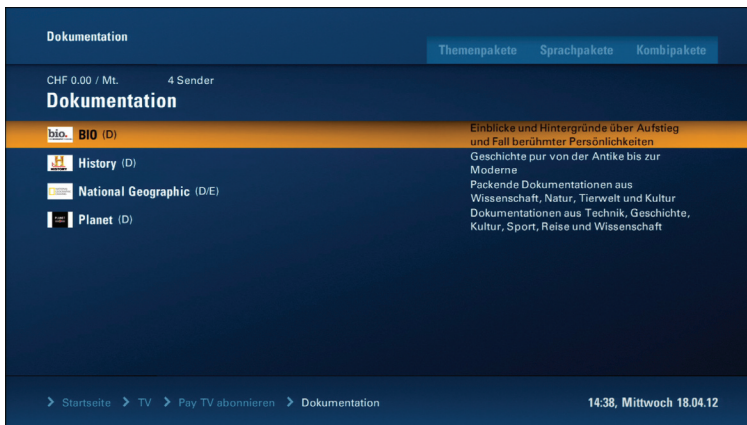 Dokumentation
Themenpakete Sprachpakete Kombipakete
CHF 0.00 / Mt. 4 Sender
Dokumentation
bio. BIO (D)
Einblicke und Hintergründe über Aufstieg
und Fall berühmter Persönlichkeiten
HISTORY History (D)
Geschichte pur von der Antike bis zur
Moderne
National Geographic (D/E)
Packende Dokumentationen aus
Wissenschaft, Natur, Tierwelt und Kultur
Planet (D)
Dokumentationen aus Technik, Geschichte,
Kultur, Sport, Reise und Wissenschaft
Startseite TV Pay TV abonnieren Dokumentation
14:38, Mittwoch 18.04.12